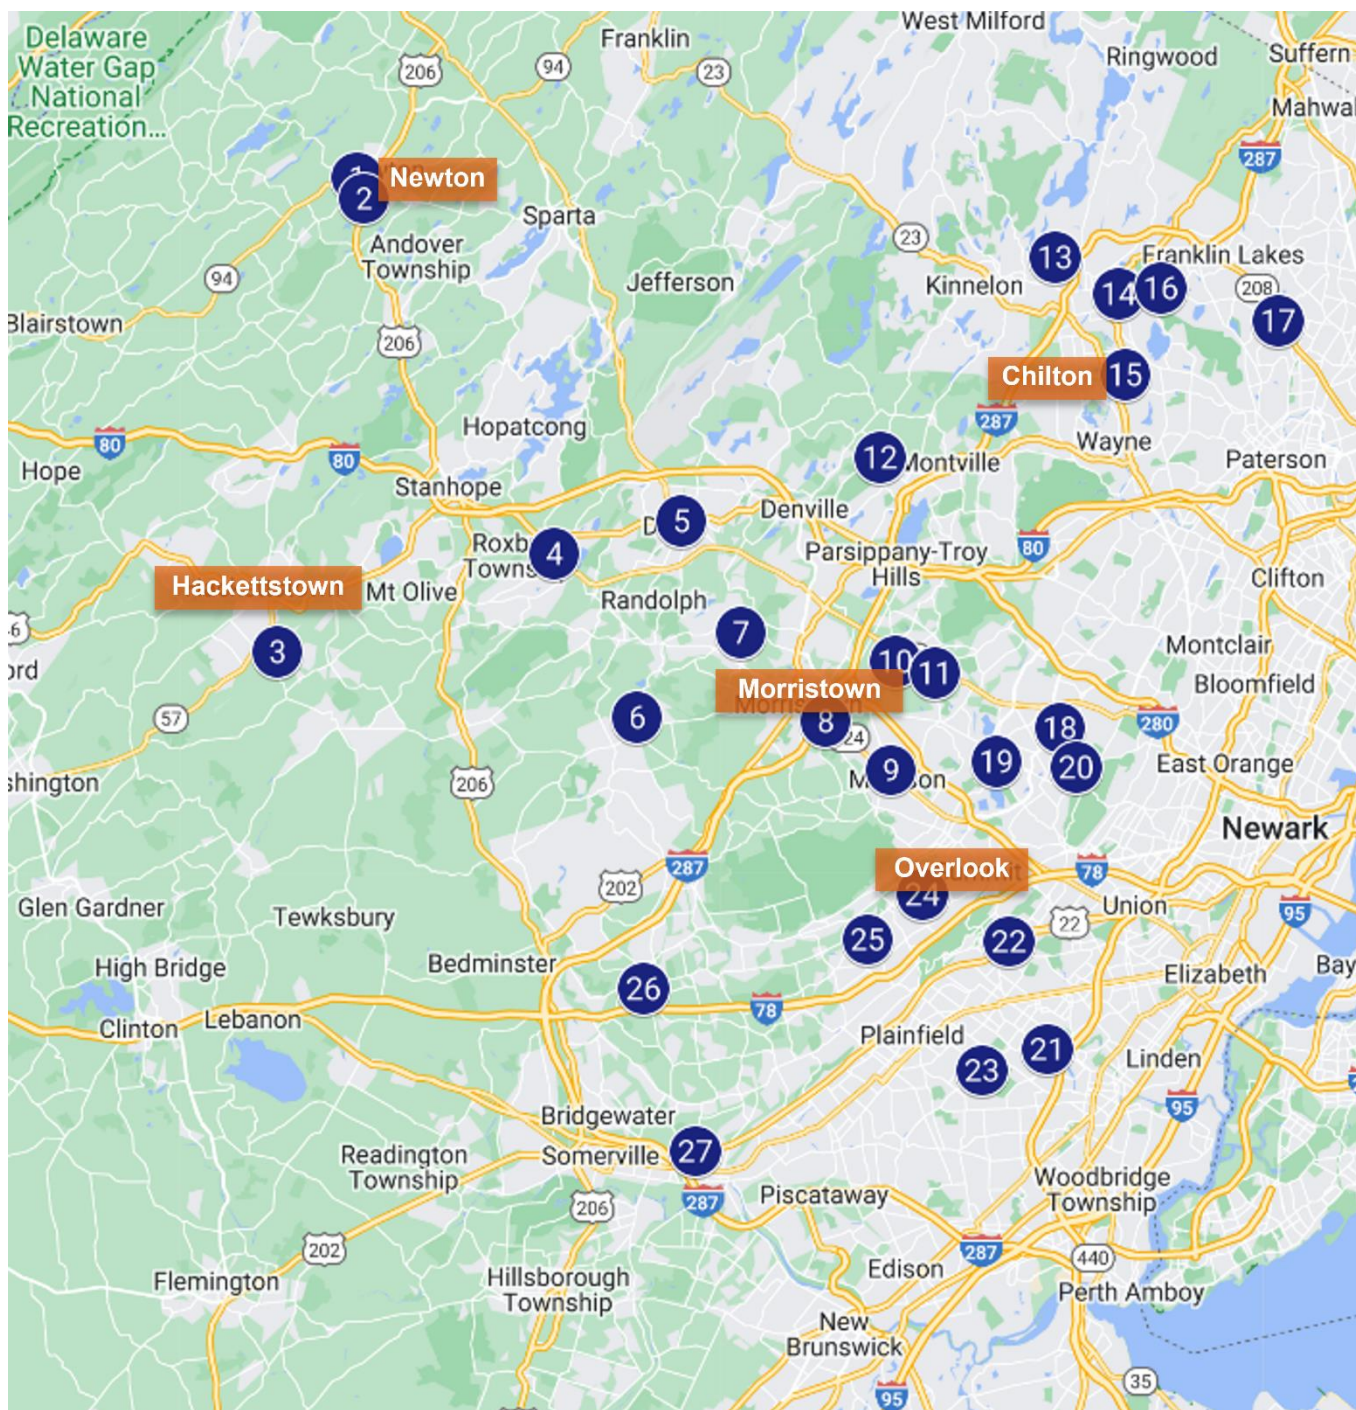 West Milford
Delaware
Water Gap
National
Recreation...
Franklin
Ringwood
Suffern
206
94
23
287
Newton
2
Sparta
Andover
Township
23
13
Franklin Lakes
94
Jefferson
Kinnelon
14
16
208
17
Blairstown
206
Chilton
15
287
Hopatcong
80
80
12
Montville
Wayne
Paterson
Hope
Stanhope
5
Denville
4
Parsippany-Troy
Hills
80
Clifton
Hackettstown
Mt Olive
Randolph
7
3
10
11
Montclair
Bloomfield
Morristown
57
6
8
24
18
280
206
9
19
20
East Orange
Newark
287
Overlook
78
202
24
22
Union
95
Glen Gardner
Tewksbury
25
22
High Bridge
Bedminster
26
78
Elizabeth
Clinton
Lebanon
Plainfield
21
Linden
23
95
Bridgewater
Somerville
27
Readington
Township
206
287
Piscataway
Woodbridge
Township
202
287
440
Flemington
Hillsborough
Township
Edison
Perth Amboy
New
Brunswick
95
35